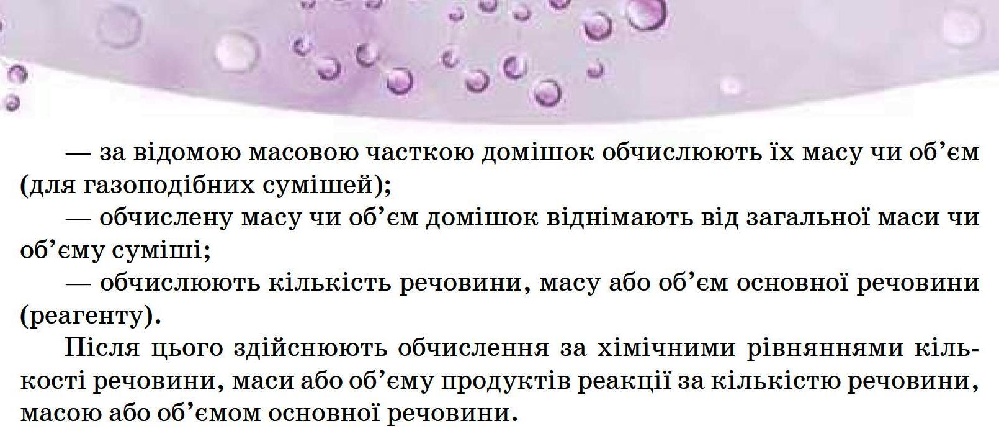 — за відомою масовою часткою домішок обчислюють їх масу чи об’єм
(для газоподібних сумішей);
— обчислену масу чи об’єм домішок віднімають від загальної маси чи
об’єму суміші;
— обчислюють кількість речовини, масу або об’єм основної речовини
(реагенту).
Після цього здійснюють обчислення за хімічними рівняннями кіль-
кості речовини, маси або об’єму продуктів реакції за кількістю речовини,
масою або об’ємом основної речовини.